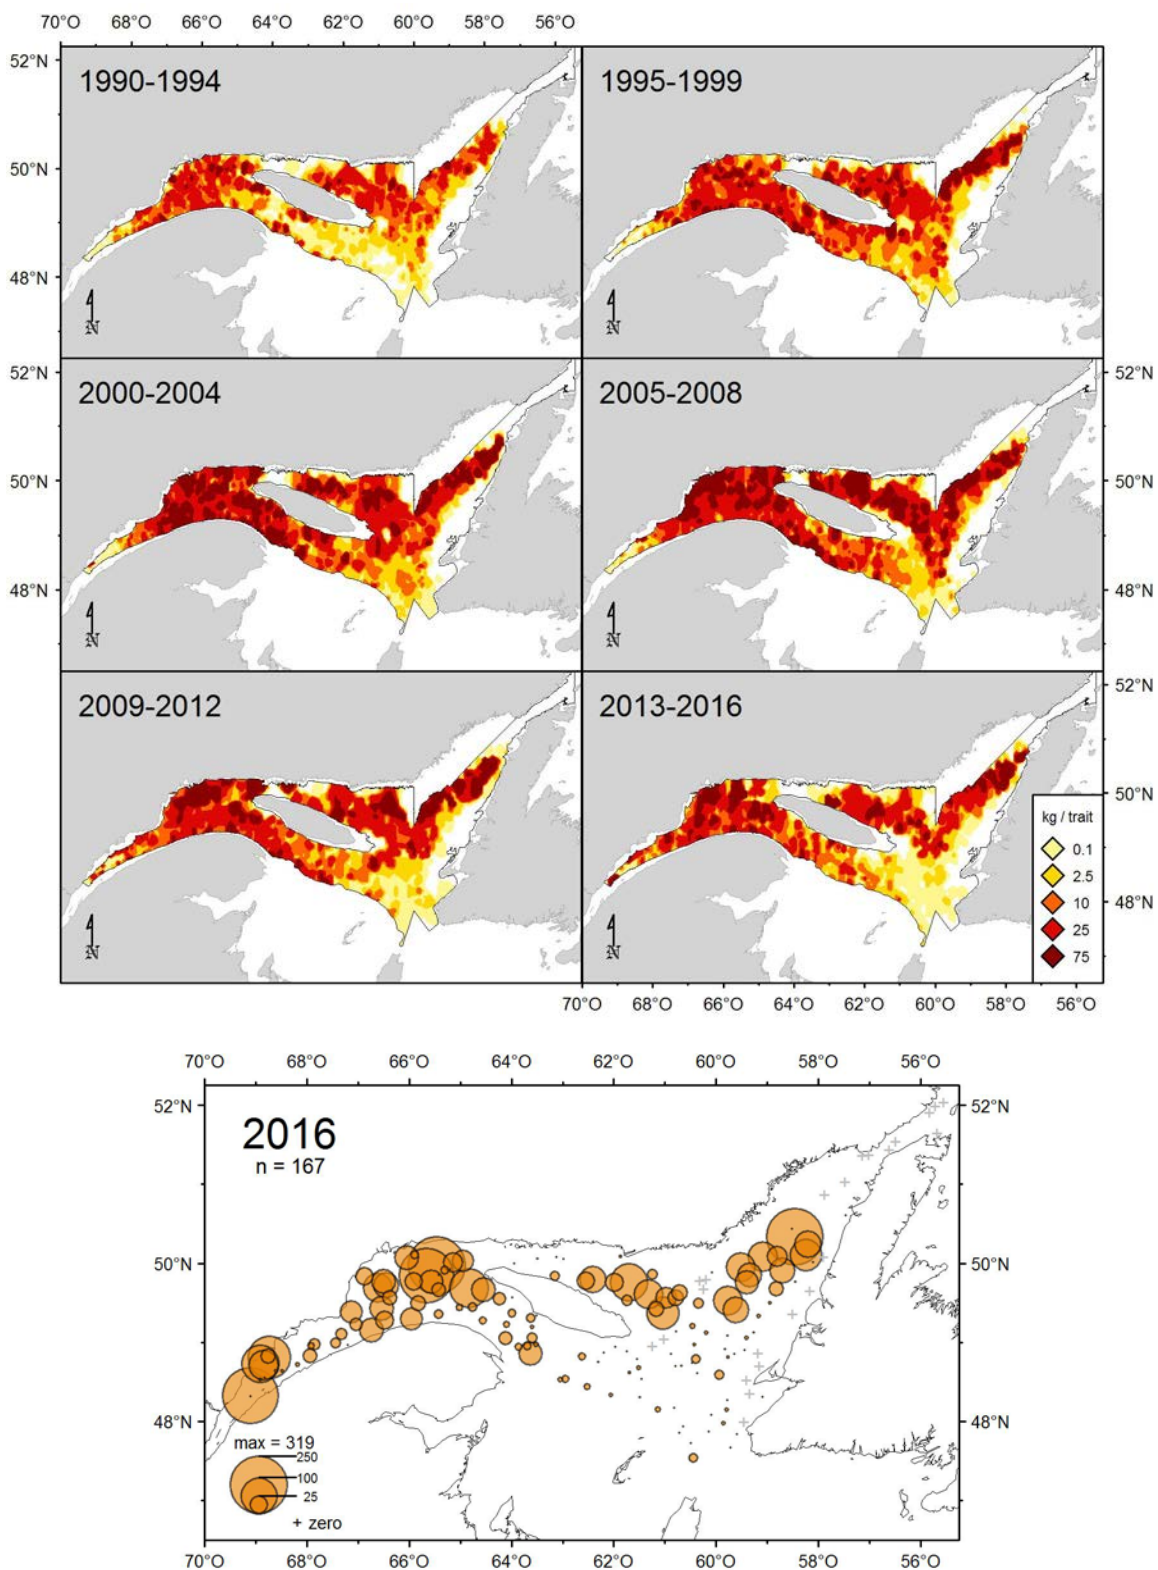 70°O 68°O 66°O 64°O 62°O 60°O 58°O 56°O
52°N
50°N
48°N
1990-1994
N
1995-1999
N
2000-2004
N
52°N
50°N
48°N
2005-2008
N
52°N
50°N
48°N
2009-2012
N
2013-2016
N
kg / trait
0.1
2.5
10
25
75
52°N
50°N
48°N
70°O 68°O 66°O 64°O 62°O 60°O 58°O 56°O
70°O 68°O 66°O 64°O 62°O 60°O 58°O 56°O
52°N
50°N
48°N
2016
n = 167
max = 319
250
100
25
+ zero
52°N
50°N
48°N
70°O 68°O 66°O 64°O 62°O 60°O 58°O 56°O